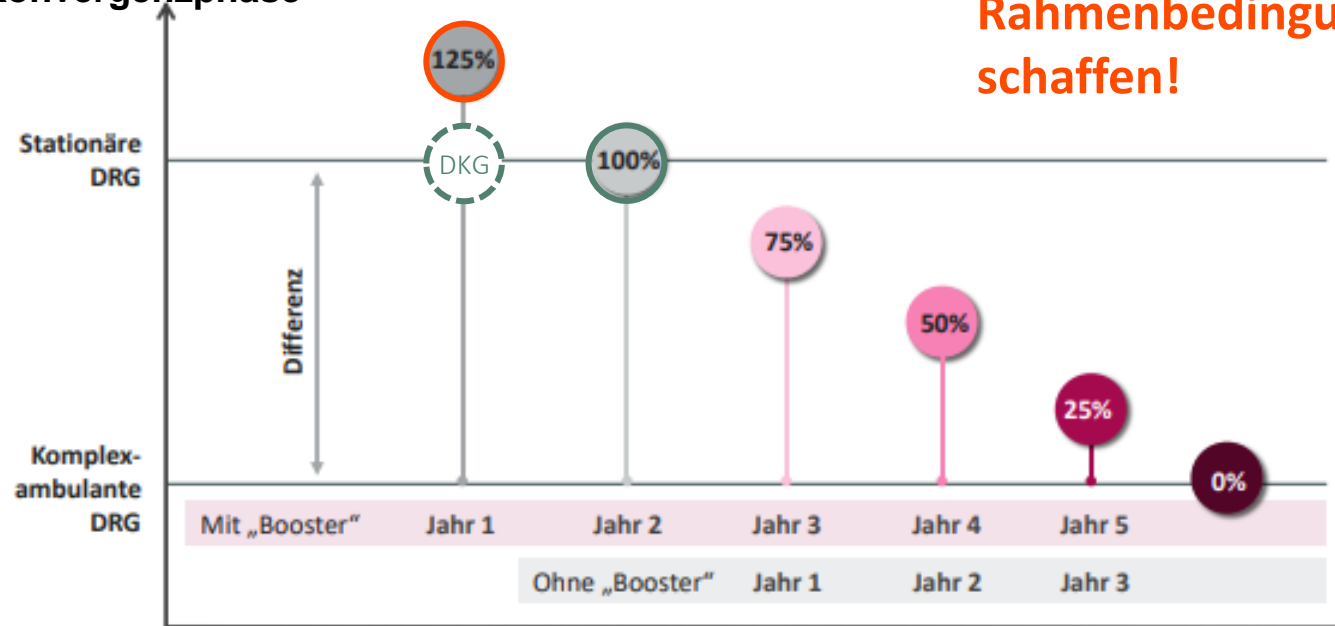 Rahmenbedingu
schaffen!
125%
Stationäre
DRG
DKG
100%
75%
Differenz
50%
25%
Komplex-
ambulante
DRG
0%
Mit „Booster“ Jahr 1 Jahr 2 Jahr 3 Jahr 4 Jahr 5
Ohne „Booster“ Jahr 1 Jahr 2 Jahr 3